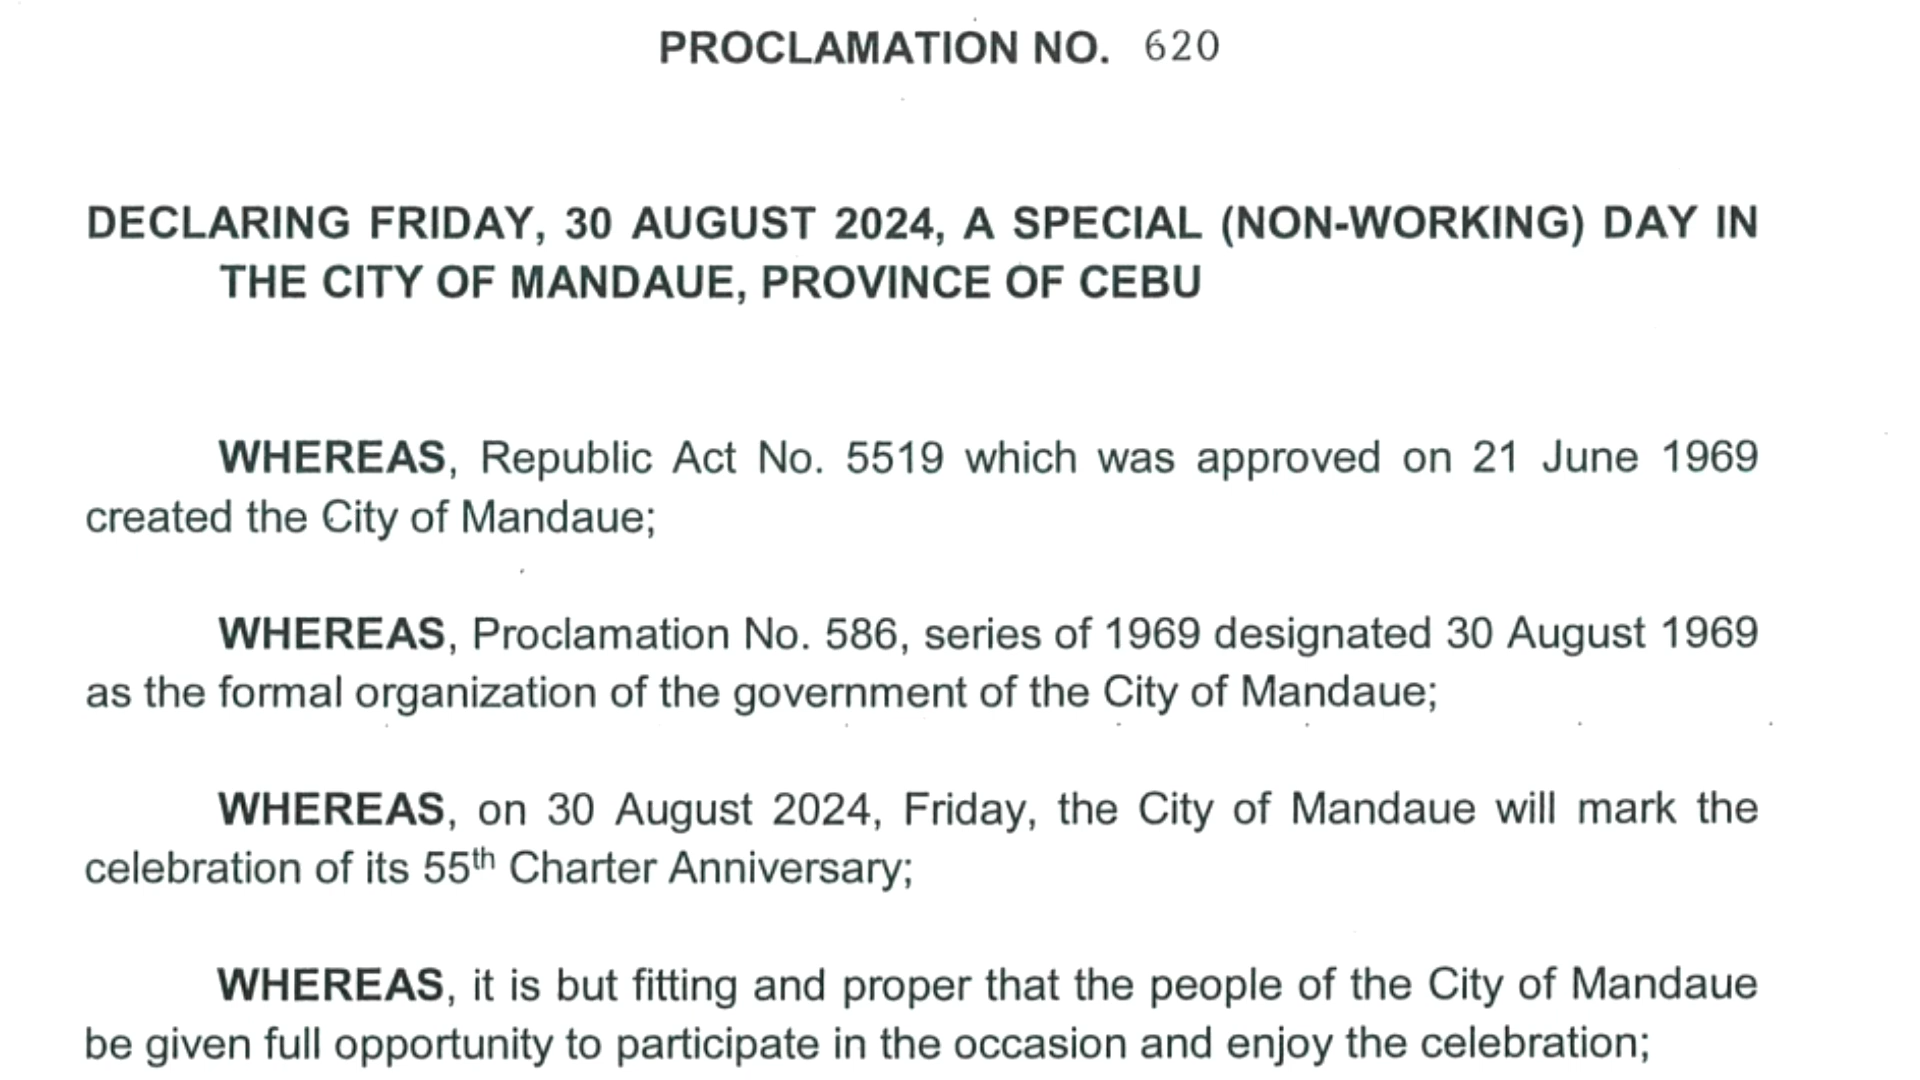 PROCLAMATION NO. 620
DECLARING FRIDAY, 30 AUGUST 2024, A SPECIAL (NON-WORKING) DAY IN
THE CITY OF MANDAUE, PROVINCE OF CEBU
WHEREAS, Republic Act No. 5519 which was approved on 21 June 1969
created the City of Mandaue;
WHEREAS, Proclamation No. 586, series of 1969 designated 30 August 1969
as the formal organization of the government of the City of Mandaue;
WHEREAS, on 30 August 2024, Friday, the City of Mandaue will mark the
celebration of its 55th Charter Anniversary;
WHEREAS, it is but fitting and proper that the people of the City of Mandaue
be given full opportunity to participate in the occasion and enjoy the celebration;